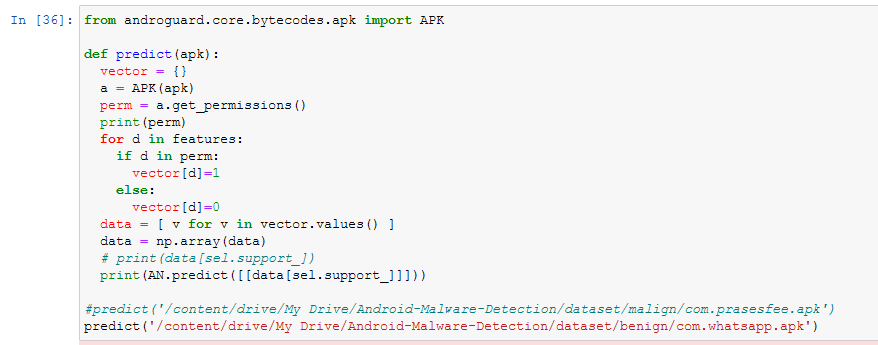 In [36]: from androguard.core.bytecodes.apk import APK
def predict(apk):
vector = {}
a = APK(apk)
perm = a.get_permissions()
print(perm)
for d in features:
if d in perm:
vector[d]=1
else:
vector[d]=0
data = [ v for v in vector.values() ]
data = np.array(data)
# print(data[sel.support_])
print(AN.predict([[data[sel.support_]]]))
#predict('/content/drive/My Drive/Android-Malware-Detection/dataset/malign/com.prasesfee.apk')
predict('/content/drive/My Drive/Android-Malware-Detection/dataset/benign/com.whatsapp.apk')